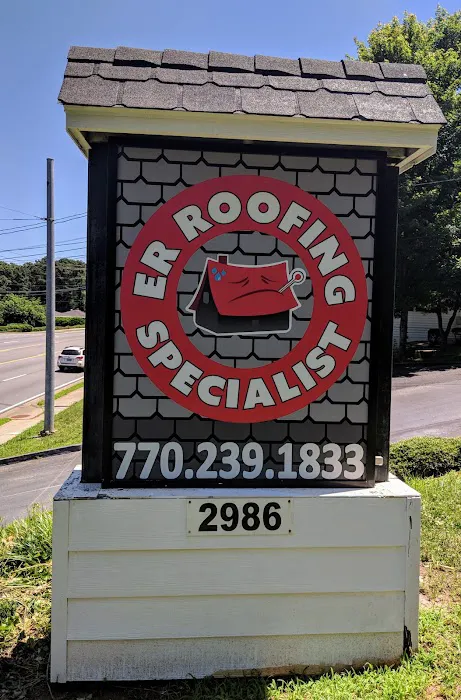 ER ROOFING
SPECIALIST
770.239.1833
2986